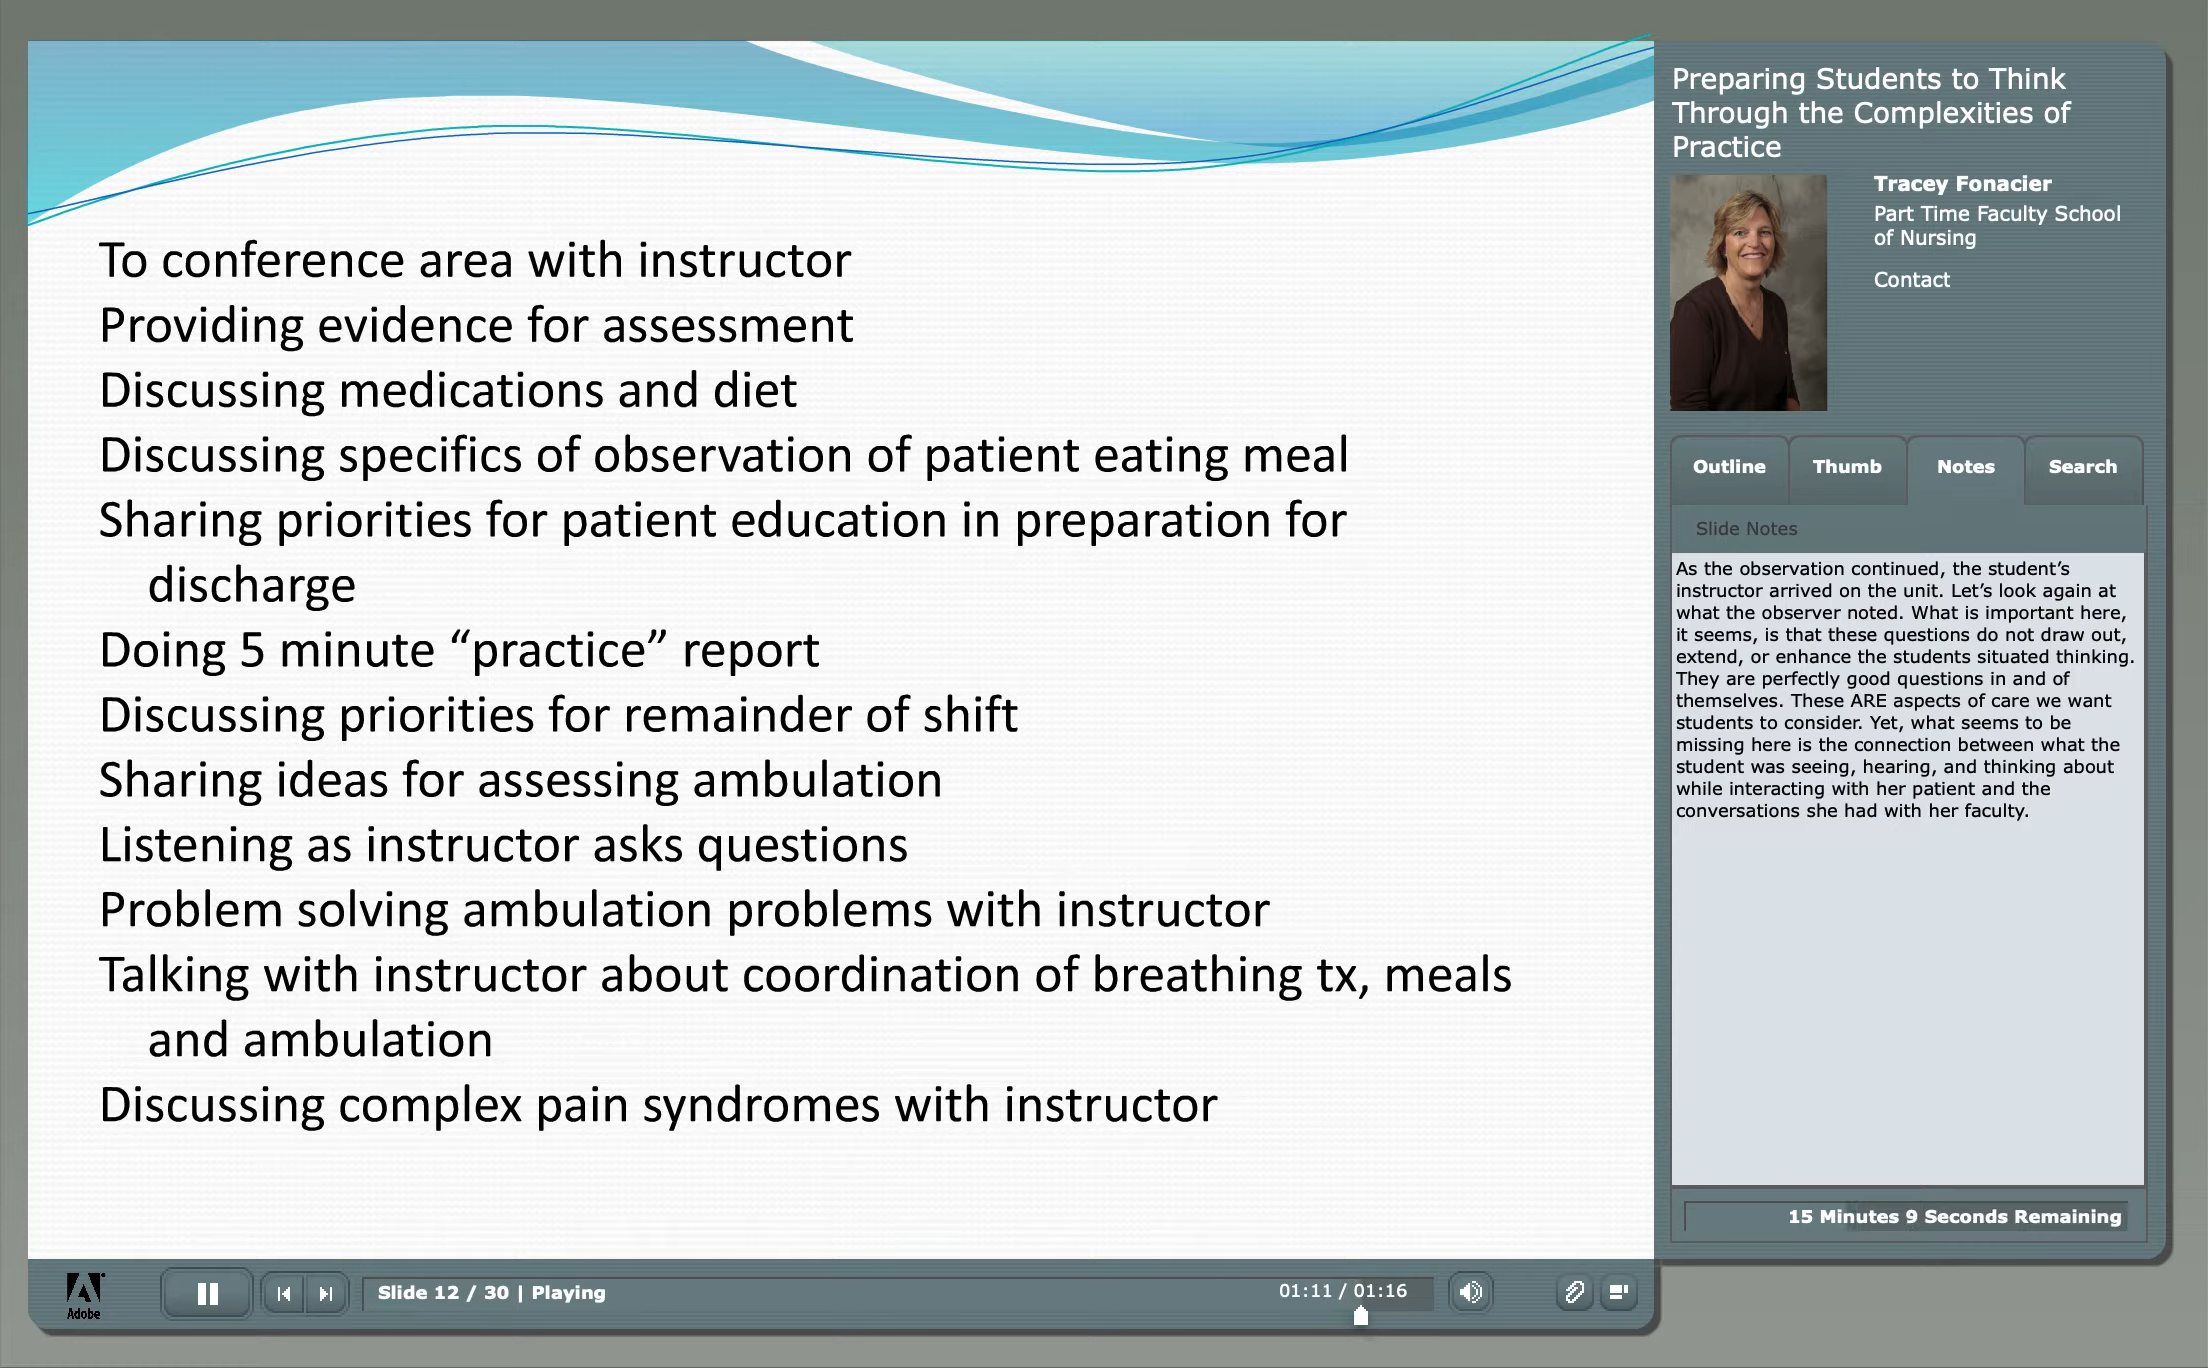 To conference area with instructor
Providing evidence for assessment
Discussing medications and diet
Discussing specifics of observation of patient eating meal
Sharing priorities for patient education in preparation for
discharge
Doing 5 minute “practice” report
Discussing priorities for remainder of shift
Sharing ideas for assessing ambulation
Listening as instructor asks questions
Problem solving ambulation problems with instructor
Talking with instructor about coordination of breathing tx, meals
and ambulation
Discussing complex pain syndromes with instructor
Preparing Students to Think
Through the Complexities of
Practice
Tracey Fonacier
Part Time Faculty School
of Nursing
Contact
Outline Thumb Notes Search
Slide Notes
As the observation continued, the student’s
instructor arrived on the unit. Let’s look again at
what the observer noted. What is important here,
it seems, is that these questions do not draw out,
extend, or enhance the students situated thinking.
They are perfectly good questions in and of
themselves. These ARE aspects of care we want
students to consider. Yet, what seems to be
missing here is the connection between what the
student was seeing, hearing, and thinking about
while interacting with her patient and the
conversations she had with her faculty.
15 Minutes 9 Seconds Remaining
Adobe
Slide 12 / 30 | Playing
01:11 / 01:16